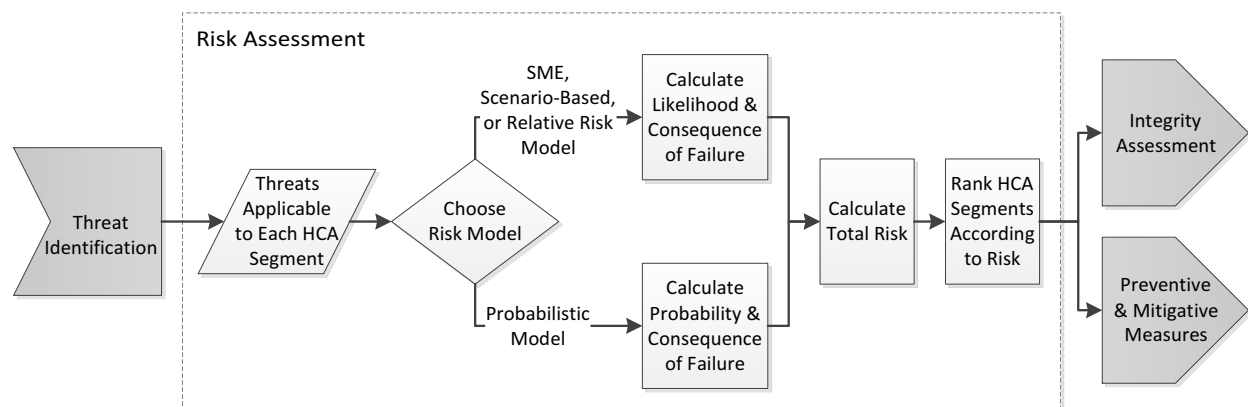 Risk Assessment
Threat
Identification
Threats
Applicable
to Each HCA
Segment
Choose
Risk Model
SME,
Scenario-Based,
or Relative Risk
Model
Calculate
Likelihood &
Consequence
of Failure
Probabilistic
Model
Calculate
Probability &
Consequence
of Failure
Calculate
Total Risk
Rank HCA
Segments
According
to Risk
Integrity
Assessment
Preventive
& Mitigative
Measures